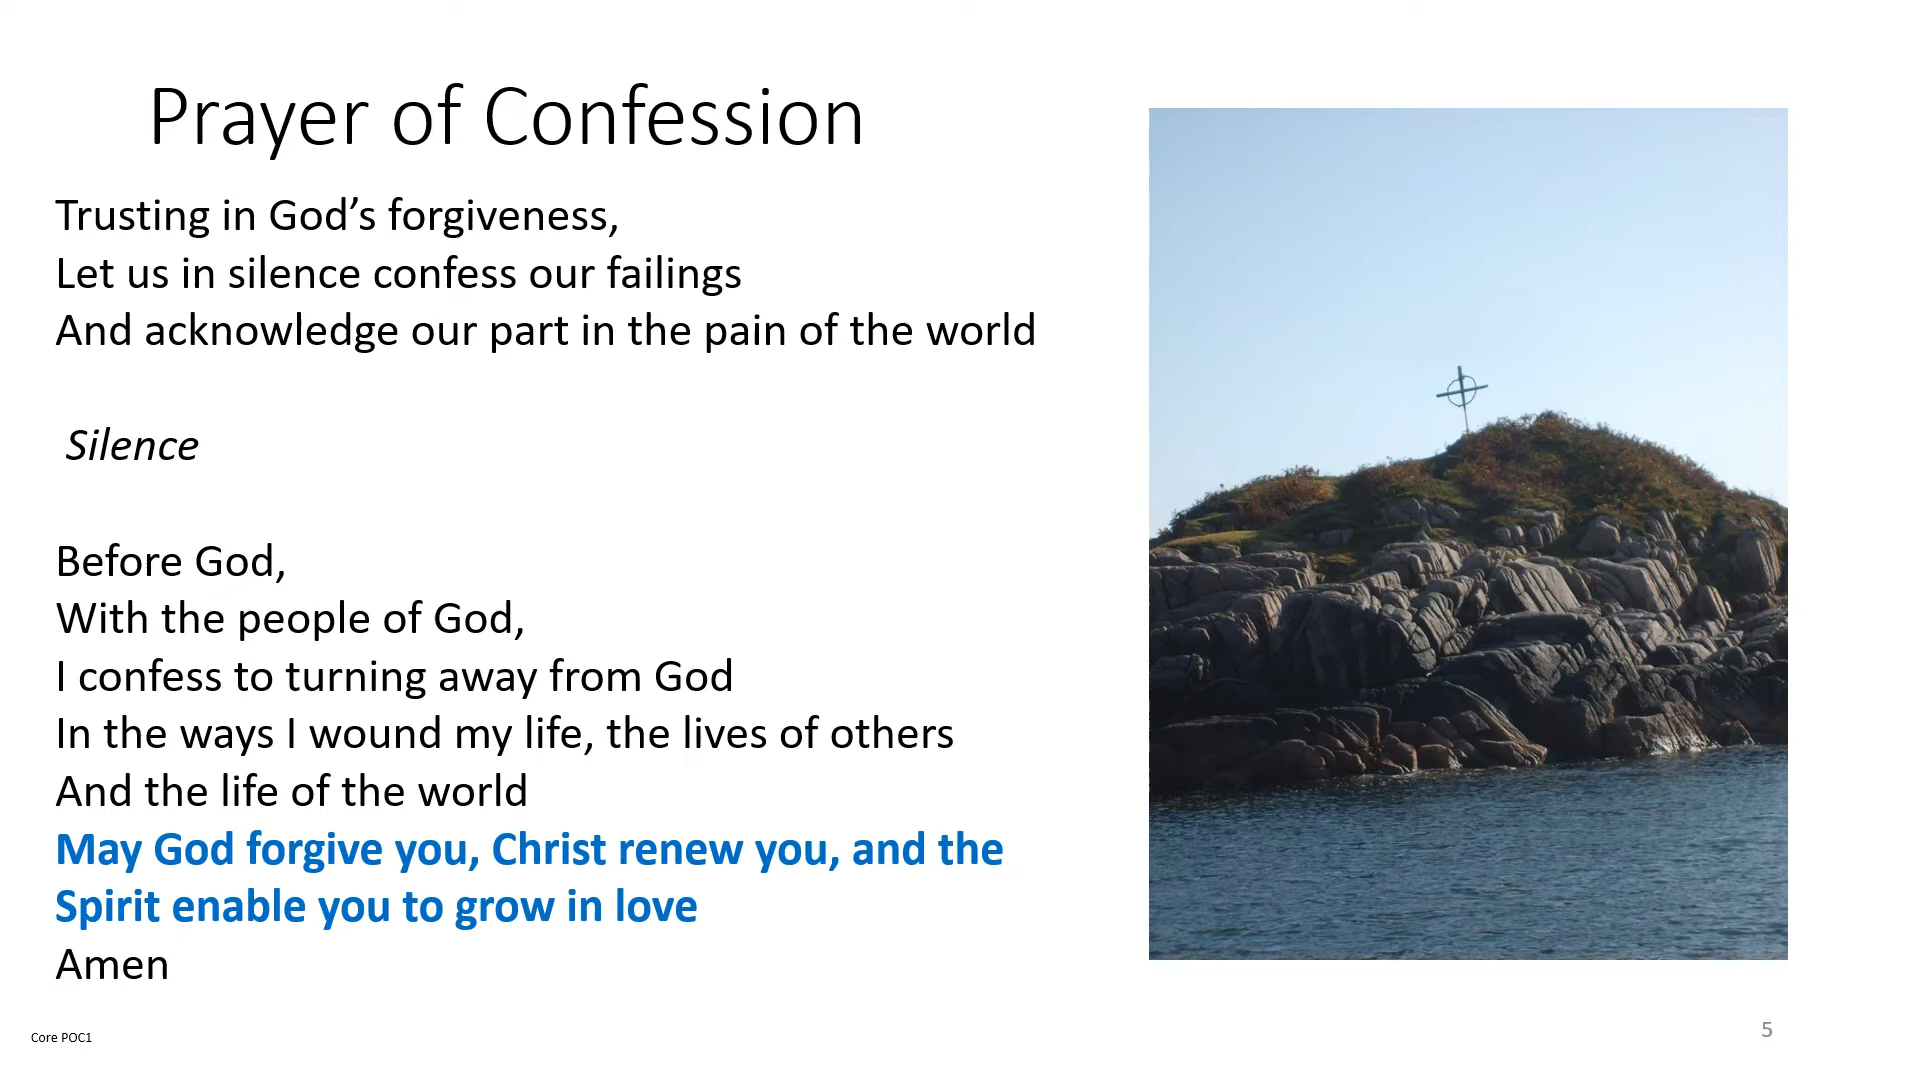 Prayer of Confession
Trusting in God’s forgiveness,
Let us in silence confess our failings
And acknowledge our part in the pain of the world
Silence
Before God,
With the people of God,
I confess to turning away from God
In the ways I wound my life, the lives of others
And the life of the world
May God forgive you, Christ renew you, and the
Spirit enable you to grow in love
Amen
Core POC1
5